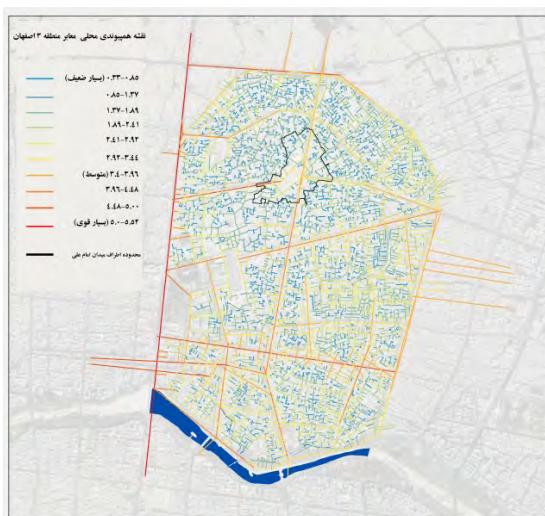 نقشه همپیوندی محلی معابر منطقه ۳ اصفهان
۰.۳۳-۰.۸۵ (بسیار ضعیف)
۰.۸۵-۱.۳۷
۱.۳۷-۱.۸۹
۱.۸۹-۲.۴۱
۲.۴۱-۲.۹۲
۲.۹۲-۳.۴۴
۳.۴-۳.۹۶ (متوسط)
۳.۹۶-۴.۴۸
۴.۴۸-۵.۰۰
۵.۰-۵.۵۲ (بسیار قوی)
محدوده اطراف میدان امام علی